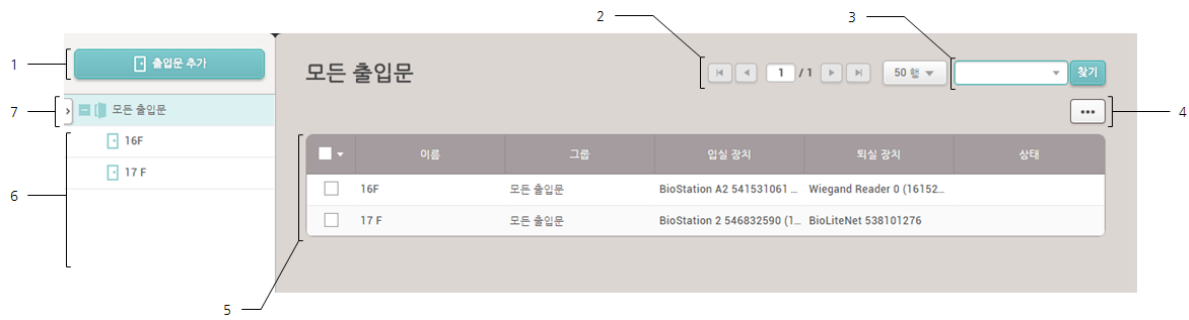 2
3
1
출입문 추가
모든 출입문
1 / 1
50 행
찾기
7
모든 출입문
•••
4
16F
이름
그룹
입실 장치
퇴실 장치
상태
17 F
6
16F
모든 출입문
BioStation A2 541531061 ...
Wiegand Reader 0 (16152...
17 F
모든 출입문
BioStation 2 546832590 (1...
BioLiteNet 538101276
5